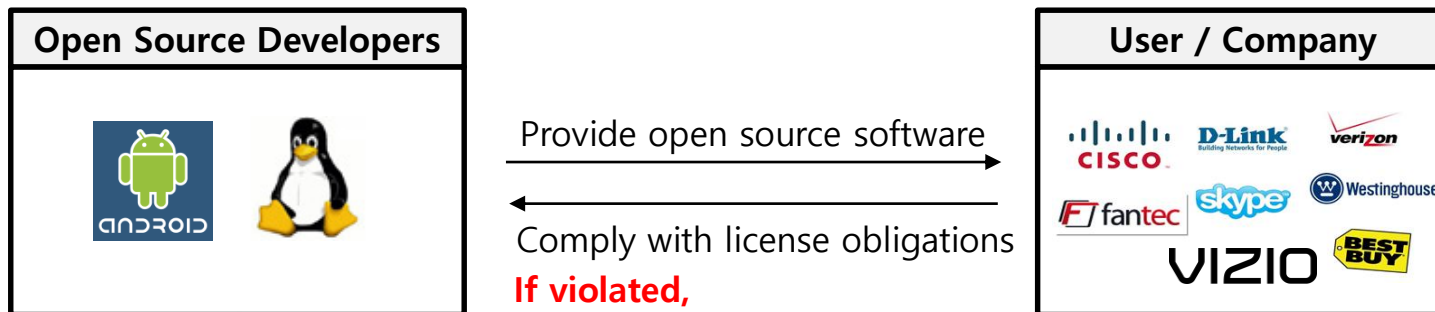 Open Source Developers
User / Company
ANDROID
Provide open source software
Comply with license obligations
If violated,
CISCO
D-Link
Building Networks for People
verizon
fantec
skype
W Westinghouse
VIZIO
BEST
BUY